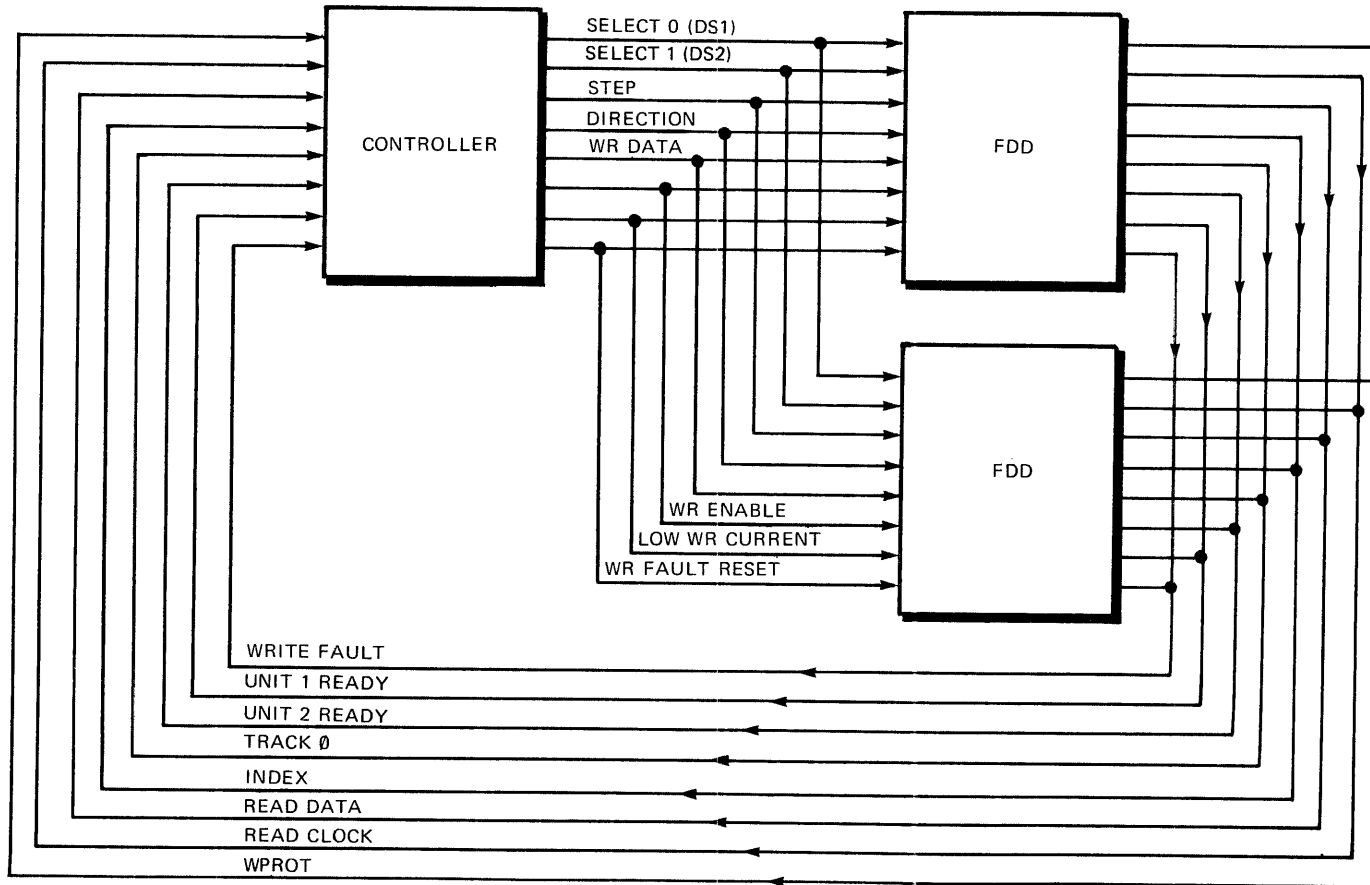 SELECT 0 (DS1)
SELECT 1 (DS2)
STEP
DIRECTION
WR DATA
CONTROLLER
FDD
FDD
WR ENABLE
LOW WR CURRENT
WR FAULT RESET
WRITE FAULT
UNIT 1 READY
UNIT 2 READY
TRACK Ø
INDEX
READ DATA
READ CLOCK
WPROT